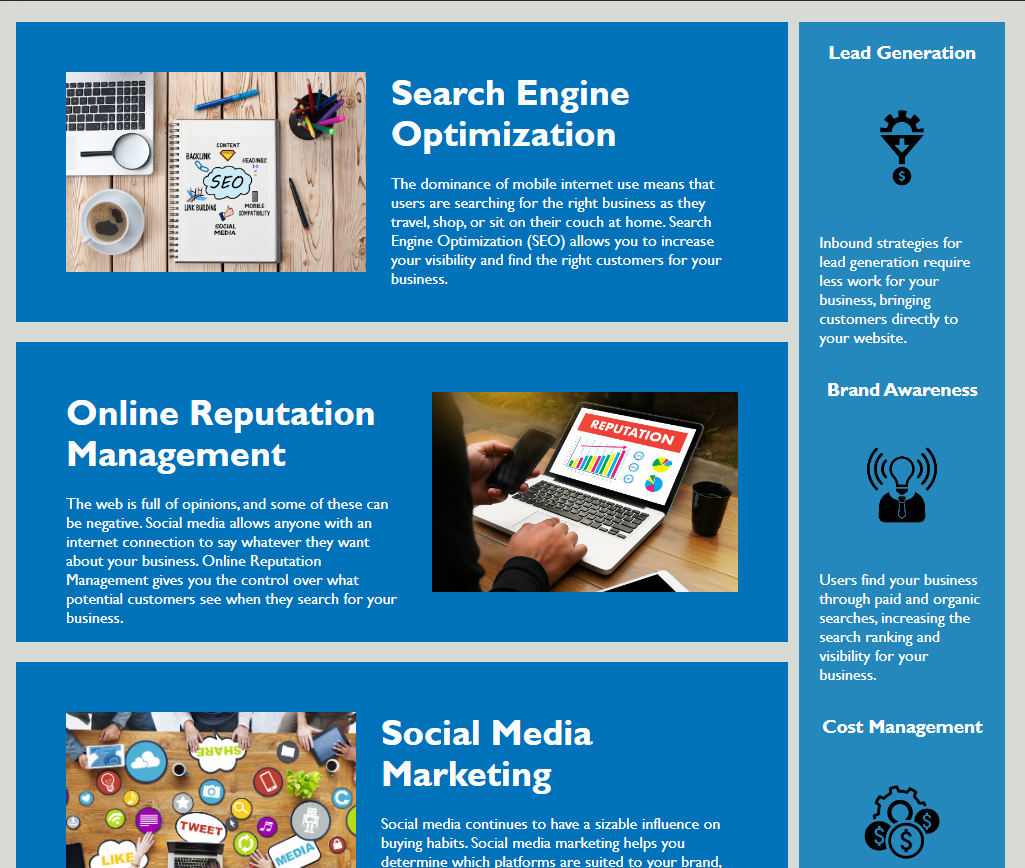 Search Engine
Optimization
The dominance of mobile internet use means that
users are searching for the right business as they
travel, shop, or sit on their couch at home. Search
Engine Optimization (SEO) allows you to increase
your visibility and find the right customers for your
business.
CONTENT
BACKLINK
HEADINGS
SEO
LINK BUILDING
MOBILE
COMPATIBILITY
SOCIAL
MEDIA
Online Reputation
Management
The web is full of opinions, and some of these can
be negative. Social media allows anyone with an
internet connection to say whatever they want
about your business. Online Reputation
Management gives you the control over what
potential customers see when they search for your
business.
REPUTATION
Social Media
Marketing
Social media continues to have a sizable influence on
buying habits. Social media marketing helps you
determine which platforms are suited to your brand,
SHARE
TWEET
LIKE
MEDIA
Lead Generation
$
Inbound strategies for
lead generation require
less work for your
business, bringing
customers directly to
your website.
Brand Awareness
Users find your business
through paid and organic
searches, increasing the
search ranking and
visibility for your
business.
Cost Management
$
$
$